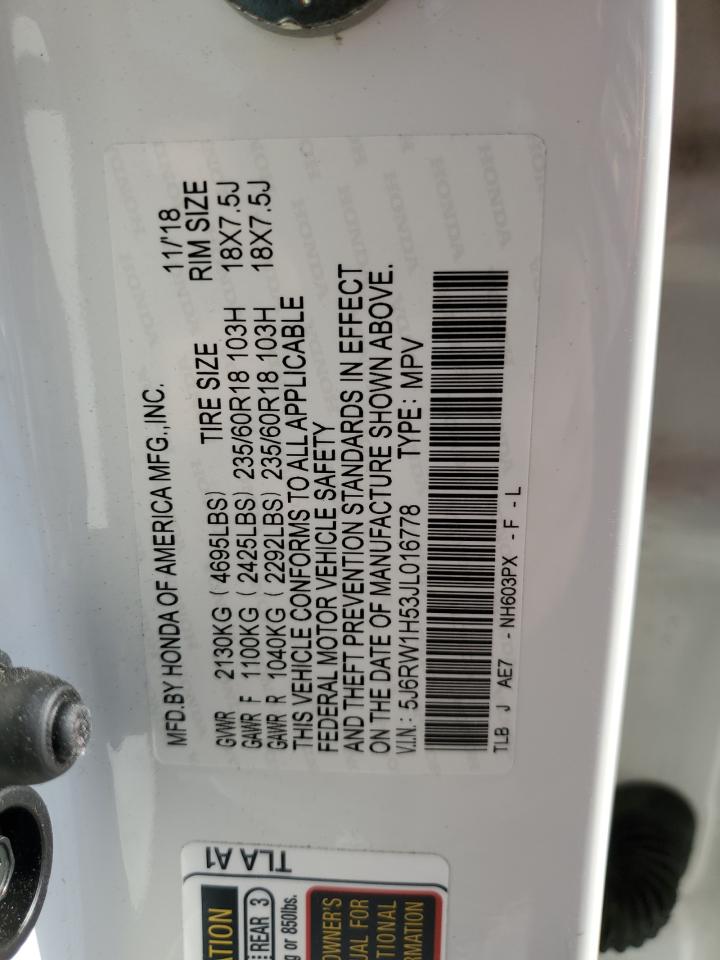 MFD.BY HONDA OF AMERICA MFG.,INC. 11/'18
TIRE SIZE RIM SIZE
GVWR 2130KG (4695LBS)
GAWR F 1100KG (2425LBS) 235/60R18 103H 18X7.5J
GAWR R 1040KG (2292LBS) 235/60R18 103H 18X7.5J
THIS VEHICLE CONFORMS TO ALL APPLICABLE
FEDERAL MOTOR VEHICLE SAFETY
AND THEFT PREVENTION STANDARDS IN EFFECT
ON THE DATE OF MANUFACTURE SHOWN ABOVE.
V.I.N.: 5J6RW1H53JL016778 TYPE: MPV
TLB J AE7 - NH603PX - F - L
TLA A1
REAR 3
or 850lbs.
OWNER'S
FOR